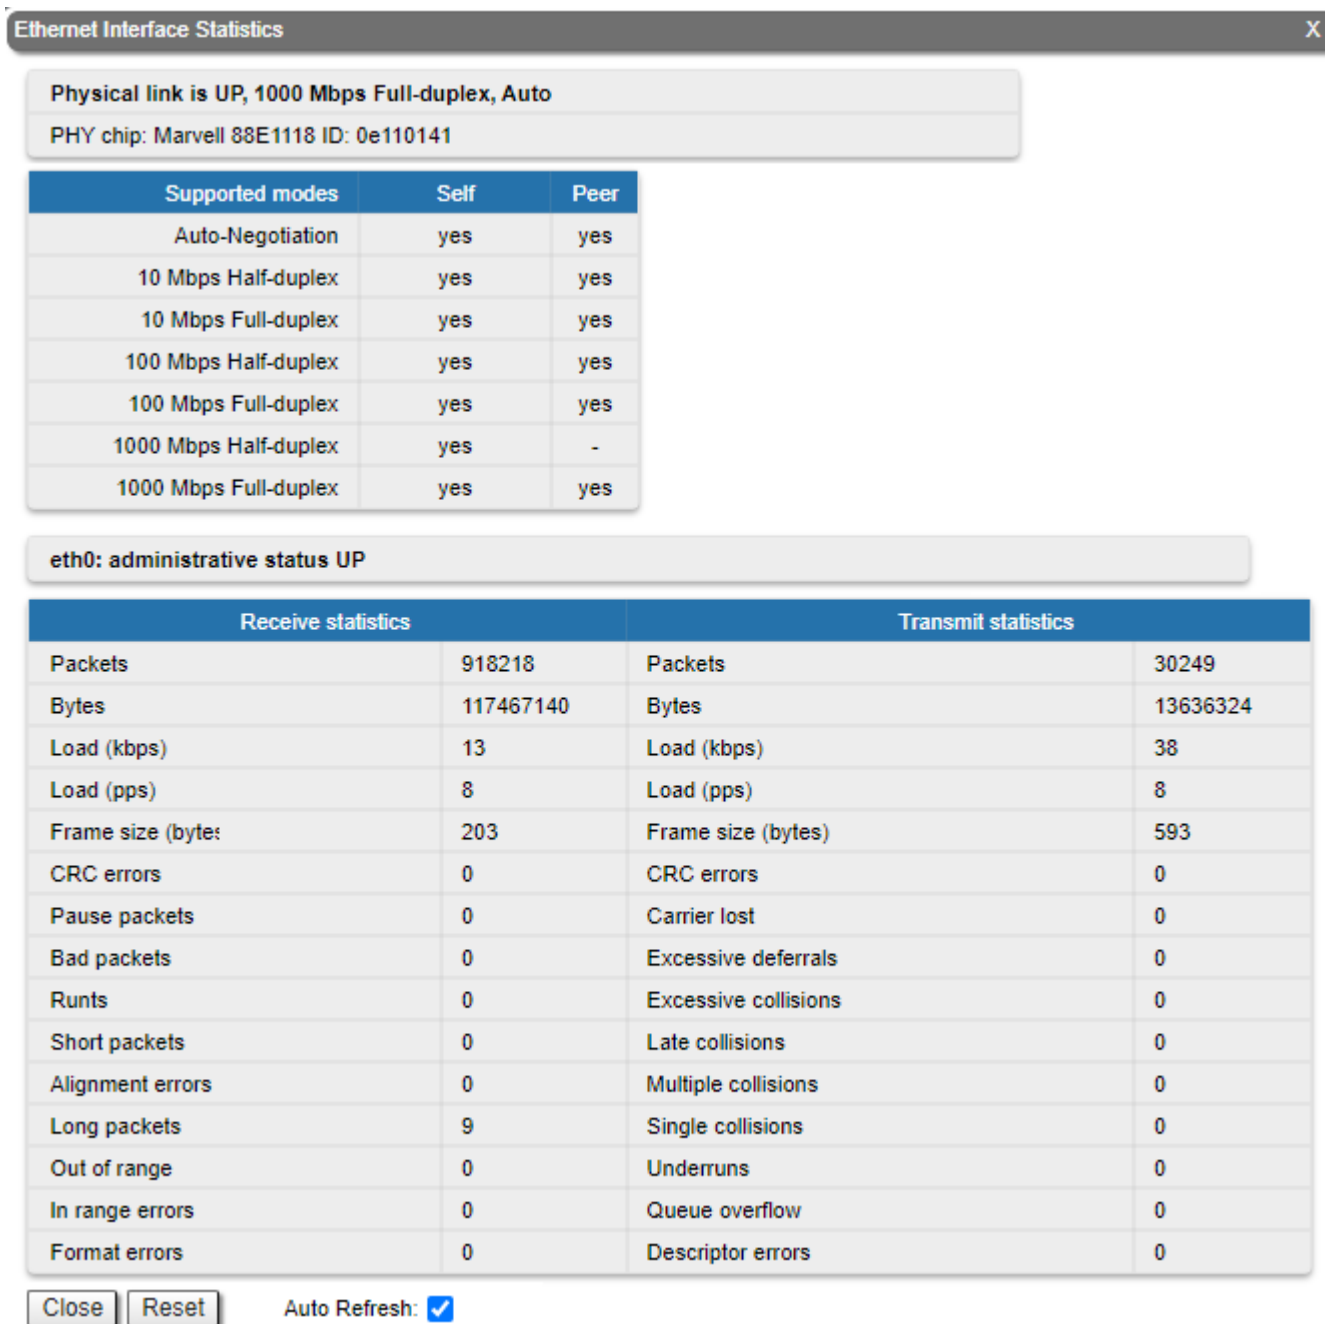 Ethernet Interface Statistics X
Physical link is UP, 1000 Mbps Full-duplex, Auto
PHY chip: Marvell 88E1118 ID: 0e110141
Supported modes Self Peer
Auto-Negotiation yes yes
10 Mbps Half-duplex yes yes
10 Mbps Full-duplex yes yes
100 Mbps Half-duplex yes yes
100 Mbps Full-duplex yes yes
1000 Mbps Half-duplex yes -
1000 Mbps Full-duplex yes yes
eth0: administrative status UP
Receive statistics Transmit statistics
Packets 918218 Packets 30249
Bytes 117467140 Bytes 13636324
Load (kbps) 13 Load (kbps) 38
Load (pps) 8 Load (pps) 8
Frame size (bytes 203 Frame size (bytes) 593
CRC errors 0 CRC errors 0
Pause packets 0 Carrier lost 0
Bad packets 0 Excessive deferrals 0
Runts 0 Excessive collisions 0
Short packets 0 Late collisions 0
Alignment errors 0 Multiple collisions 0
Long packets 9 Single collisions 0
Out of range 0 Underruns 0
In range errors 0 Queue overflow 0
Format errors 0 Descriptor errors 0
Close Reset Auto Refresh: